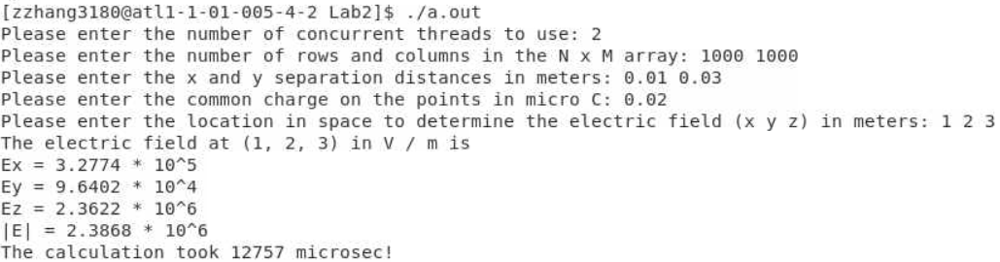 [zzhang3180@atl1-1-01-005-4-2 Lab2]$ ./a.out
Please enter the number of concurrent threads to use: 2
Please enter the number of rows and columns in the N x M array: 1000 1000
Please enter the x and y separation distances in meters: 0.01 0.03
Please enter the common charge on the points in micro C: 0.02
Please enter the location in space to determine the electric field (x y z) in meters: 1 2 3
The electric field at (1, 2, 3) in V / m is
Ex = 3.2774 * 10^5
Ey = 9.6402 * 10^4
Ez = 2.3622 * 10^6
|E| = 2.3868 * 10^6
The calculation took 12757 microsec!